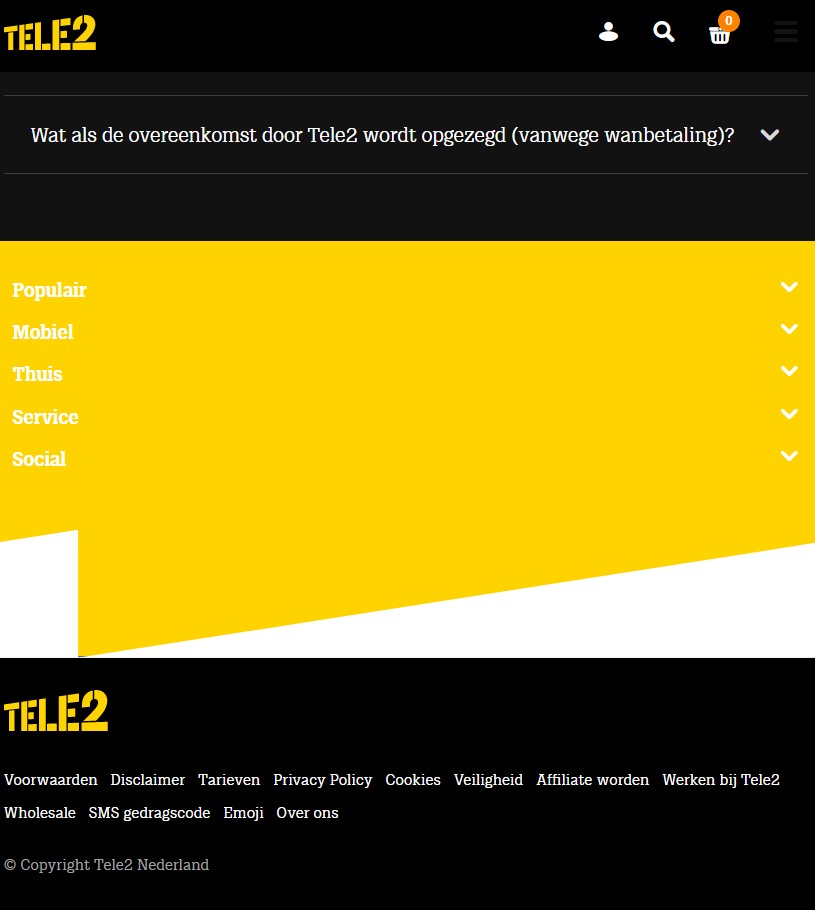 TELE2
0
Wat als de overeenkomst door Tele2 wordt opgezegd (vanwege wanbetaling)?
Populair
Mobiel
Thuis
Service
Social
TELE2
Voorwaarden Disclaimer Tarieven Privacy Policy Cookies Veiligheid Affiliate worden Werken bij Tele2
Wholesale SMS gedragscode Emoji Over ons
© Copyright Tele2 Nederland